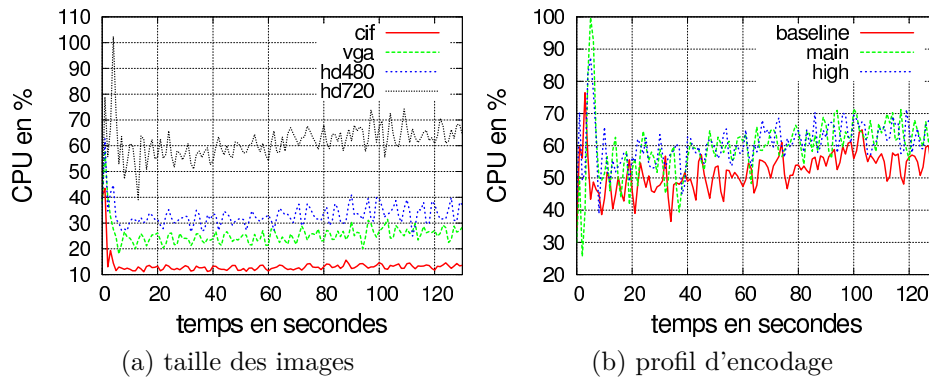 110
100
90
80
70
60
50
40
30
20
10
0 20 40 60 80 100 120
CPU en %
temps en secondes
cif
vga
hd480
hd720
(a) taille des images
100
90
80
70
60
50
40
30
20
0 20 40 60 80 100 120
CPU en %
temps en secondes
baseline
main
high
(b) profil d'encodage